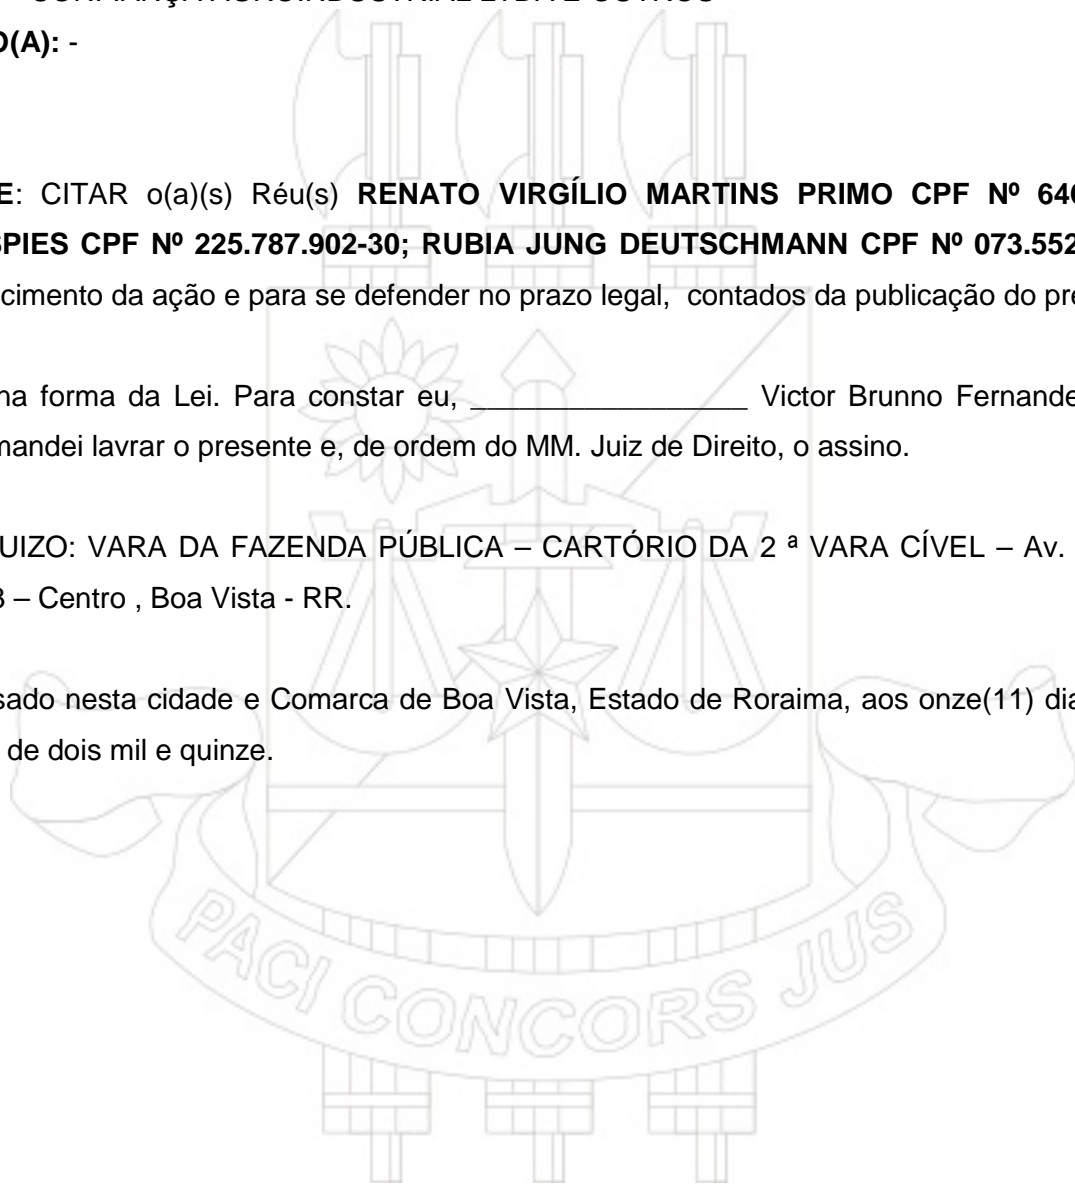 D(A): -
E: CITAR o(a)(s) Réu(s) RENATO VIRGÍLIO MARTINS PRIMO CPF Nº 646
SPIES CPF Nº 225.787.902-30; RUBIA JUNG DEUTSCHMANN CPF Nº 073.552
cimento da ação e para se defender no prazo legal, contados da publicação do pre
na forma da Lei. Para constar eu, _________________ Victor Brunno Fernande
mandei lavrar o presente e, de ordem do MM. Juiz de Direito, o assino.
UIZO: VARA DA FAZENDA PÚBLICA – CARTÓRIO DA 2 ª VARA CÍVEL – Av.
3 – Centro , Boa Vista - RR.
sado nesta cidade e Comarca de Boa Vista, Estado de Roraima, aos onze(11) dia
de dois mil e quinze.
PACI CONCORS JUS